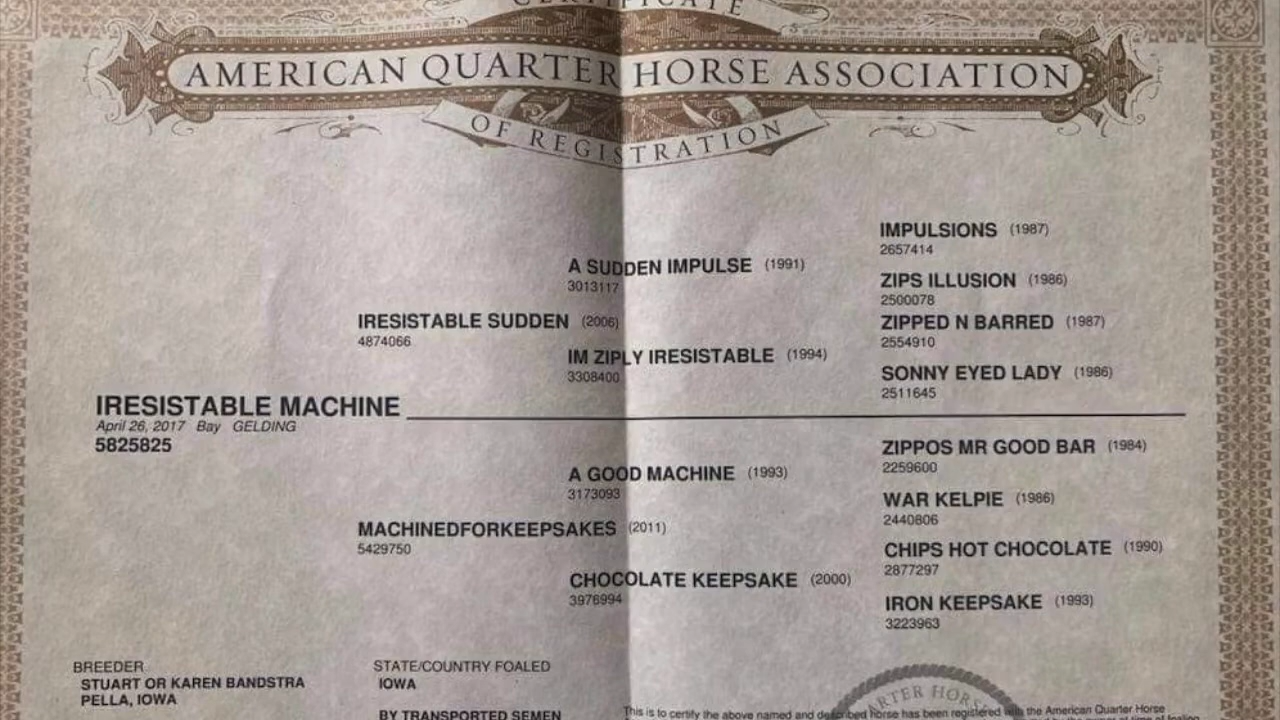 CERTIFICATE
AMERICAN QUARTER HORSE ASSOCIATION
OF REGISTRATION
IMPULSIONS (1987)
2657414
A SUDDEN IMPULSE (1991)
3013117
ZIPS ILLUSION (1986)
2500078
IRESISTABLE SUDDEN (2006)
4874066
ZIPPED N BARRED (1987)
2554910
IM ZIPLY IRESISTABLE (1994)
3308400
SONNY EYED LADY (1986)
2511645
IRESISTABLE MACHINE
April 26, 2017 Bay GELDING
5825825
ZIPPOS MR GOOD BAR (1984)
2259600
A GOOD MACHINE (1993)
3173093
WAR KELPIE (1986)
2440806
MACHINEDFORKEEPSAKES (2011)
5429750
CHIPS HOT CHOCOLATE (1990)
2877297
CHOCOLATE KEEPSAKE (2000)
3976994
IRON KEEPSAKE (1993)
3223963
BREEDER
STUART OR KAREN BANDSTRA
PELLA, IOWA
STATE/COUNTRY FOALED
IOWA
BY TRANSPORTED SEMEN
QUARTER HORSE
This is to certify the above named and described horse has been registered with the American Quarter Horse